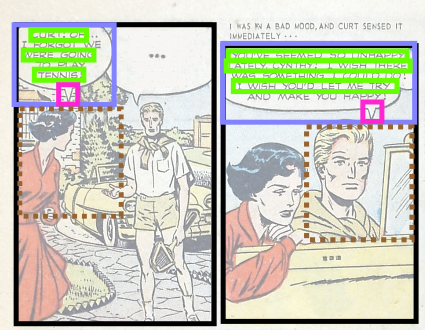 CURT! OH...
I FORGOT WE
WERE GOING
TO PLAY
TENNIS!
...
I WAS IN A BAD MOOD, AND CURT SENSED IT
IMMEDIATELY ...
YOU'VE SEEMED SO UNHAPPY
LATELY, CYNTHY! I WISH THERE
WAS SOMETHING I COULD DO!
I WISH YOU'D LET ME TRY
AND MAKE YOU HAPPY!